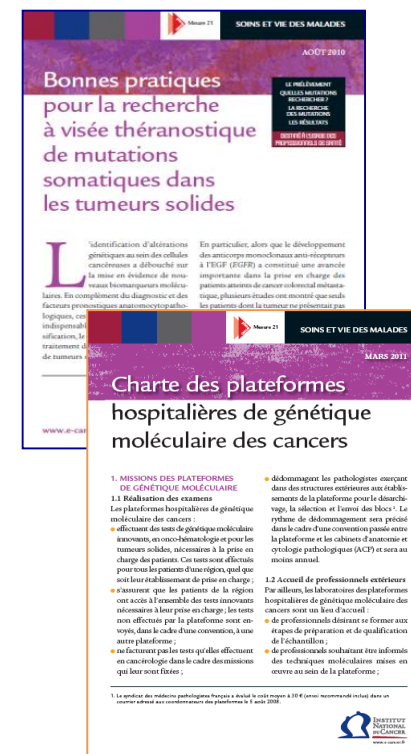 Mesure 21
SOINS ET VIE DES MALADES
AOÛT 2010
Bonnes pratiques
pour la recherche
à visée théranostique
de mutations
somatiques dans
les tumeurs solides
LE PRÉLÈVEMENT
QUELLES MUTATIONS
RECHERCHER ?
LA RECHERCHE
DES MUTATIONS
LES RÉSULTATS
DESTINÉ À L'USAGE DES
PROFESSIONNELS DE SANTÉ
L'identification d'altérations
génétiques au sein des cellules
cancéreuses a débouché sur
la mise en évidence de nou-
veaux biomarqueurs molécu-
laires. En complément du diagnostic et des
facteurs pronostiques anatomocytopatho-
logiques, ces
indispensabl
sification, le
traitement d
de tumeurs
En particulier, alors que le développement
des anticorps monoclonaux anti-récepteurs
à l'EGF (EGFR) a constitué une avancée
importante dans la prise en charge des
patients atteints de cancer colorectal métasta-
tique, plusieurs études ont montré que seuls
les patients dont la tumeur ne présentait pas
www.e-can
Mesure 21
SOINS ET VIE DES MALADES
MARS 2011
Charte des plateformes
hospitalières de génétique
moléculaire des cancers
1. MISSIONS DES PLATEFORMES
DE GÉNÉTIQUE MOLÉCULAIRE
1.1 Réalisation des examens
Les plateformes hospitalières de génétique
moléculaire des cancers :
● effectuent des tests de génétique moléculaire
innovants, en onco-hématologie et pour les
tumeurs solides, nécessaires à la prise en
charge des patients. Ces tests sont effectués
pour tous les patients d'une région, quel que
soit leur établissement de prise en charge ;
● s'assurent que les patients de la région
ont accès à l'ensemble des tests innovants
nécessaires à leur prise en charge ; les tests
non effectués par la plateforme sont en-
voyés, dans le cadre d'une convention, à une
autre plateforme ;
● ne facturent pas les tests qu'elles effectuent
en cancérologie dans le cadre des missions
qui leur sont fixées ;
● dédommagent les pathologistes exerçant
dans des structures extérieures aux établis-
sements de la plateforme pour le désarchi-
vage, la sélection et l'envoi des blocs¹. Le
rythme de dédommagement sera précisé
dans le cadre d'une convention passée entre
la plateforme et les cabinets d'anatomie et
cytologie pathologiques (ACP) et sera au
moins annuel.
1.2 Accueil de professionnels extérieurs
Par ailleurs, les laboratoires des plateformes
hospitalières de génétique moléculaire des
cancers sont un lieu d'accueil :
● de professionnels désirant se former aux
étapes de préparation et de qualification
de l'échantillon ;
● de professionnels souhaitant être informés
des techniques moléculaires mises en
œuvre au sein de la plateforme ;
1. Le syndicat des médecins pathologistes français a évalué le coût moyen à 20 € (envoi recommandé inclus) dans un
courrier adressé aux coordonnateurs des plateformes le 5 août 2008.
INSTITUT
NATIONAL
DU CANCER
www.e-cancer.fr